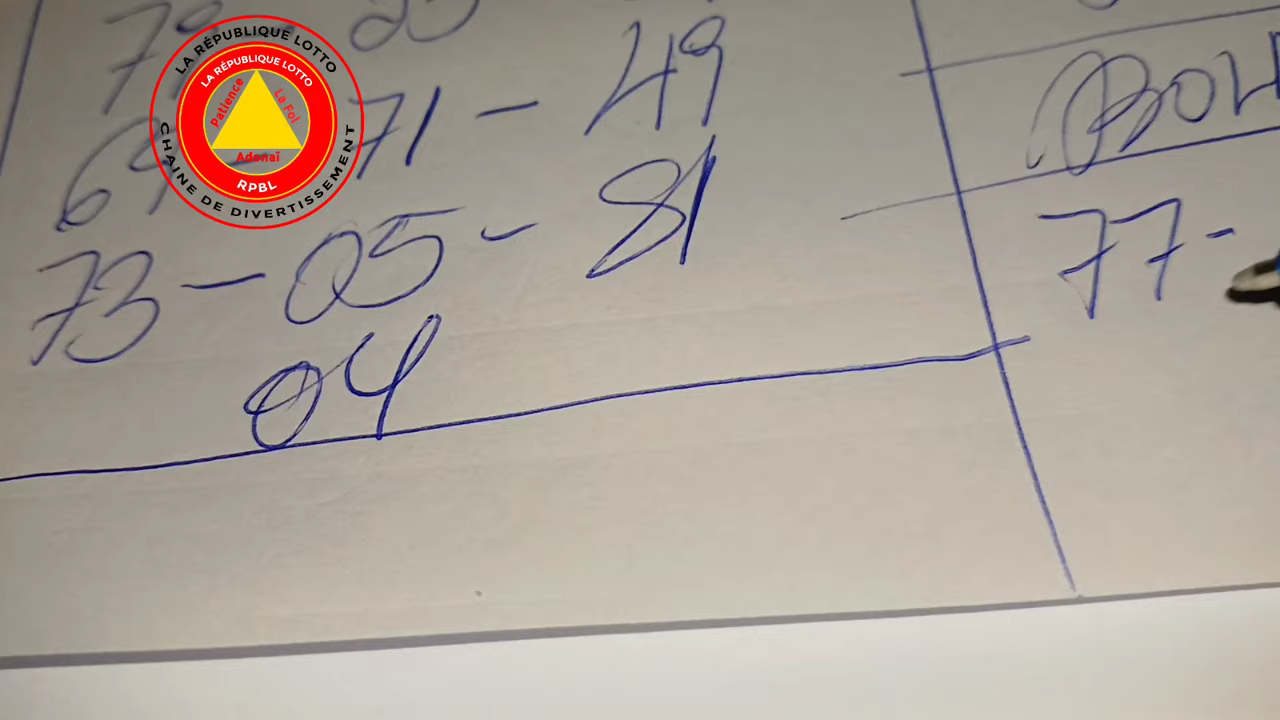 LA RÉPUBLIQUE LOTTO
LA RÉPUBLIQUE LOTTO
Patience
La Foi
Adonaï
RPBL
CHAINE DE DIVERTISSEMENT
69 - 71 - 49
73 - 05 - 81
04
77 -